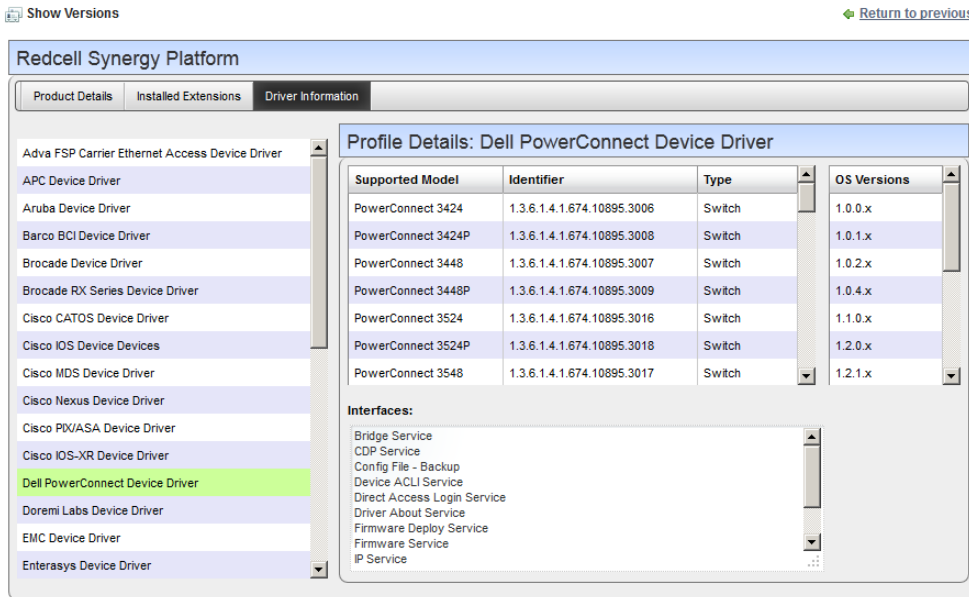 Show Versions
Return to previous
Redcell Synergy Platform
Product Details Installed Extensions Driver Information
Adva FSP Carrier Ethernet Access Device Driver
APC Device Driver
Aruba Device Driver
Barco BCI Device Driver
Brocade Device Driver
Brocade RX Series Device Driver
Cisco CATOS Device Driver
Cisco IOS Device Devices
Cisco MDS Device Driver
Cisco Nexus Device Driver
Cisco PIX/ASA Device Driver
Cisco IOS-XR Device Driver
Dell PowerConnect Device Driver
Doremi Labs Device Driver
EMC Device Driver
Enterasys Device Driver
Profile Details: Dell PowerConnect Device Driver
Supported Model Identifier Type
PowerConnect 3424 1.3.6.1.4.1.674.10895.3006 Switch
PowerConnect 3424P 1.3.6.1.4.1.674.10895.3008 Switch
PowerConnect 3448 1.3.6.1.4.1.674.10895.3007 Switch
PowerConnect 3448P 1.3.6.1.4.1.674.10895.3009 Switch
PowerConnect 3524 1.3.6.1.4.1.674.10895.3016 Switch
PowerConnect 3524P 1.3.6.1.4.1.674.10895.3018 Switch
PowerConnect 3548 1.3.6.1.4.1.674.10895.3017 Switch
OS Versions
1.0.0.x
1.0.1.x
1.0.2.x
1.0.4.x
1.1.0.x
1.2.0.x
1.2.1.x
Interfaces:
Bridge Service
CDP Service
Config File - Backup
Device ACLI Service
Direct Access Login Service
Driver About Service
Firmware Deploy Service
Firmware Service
IP Service